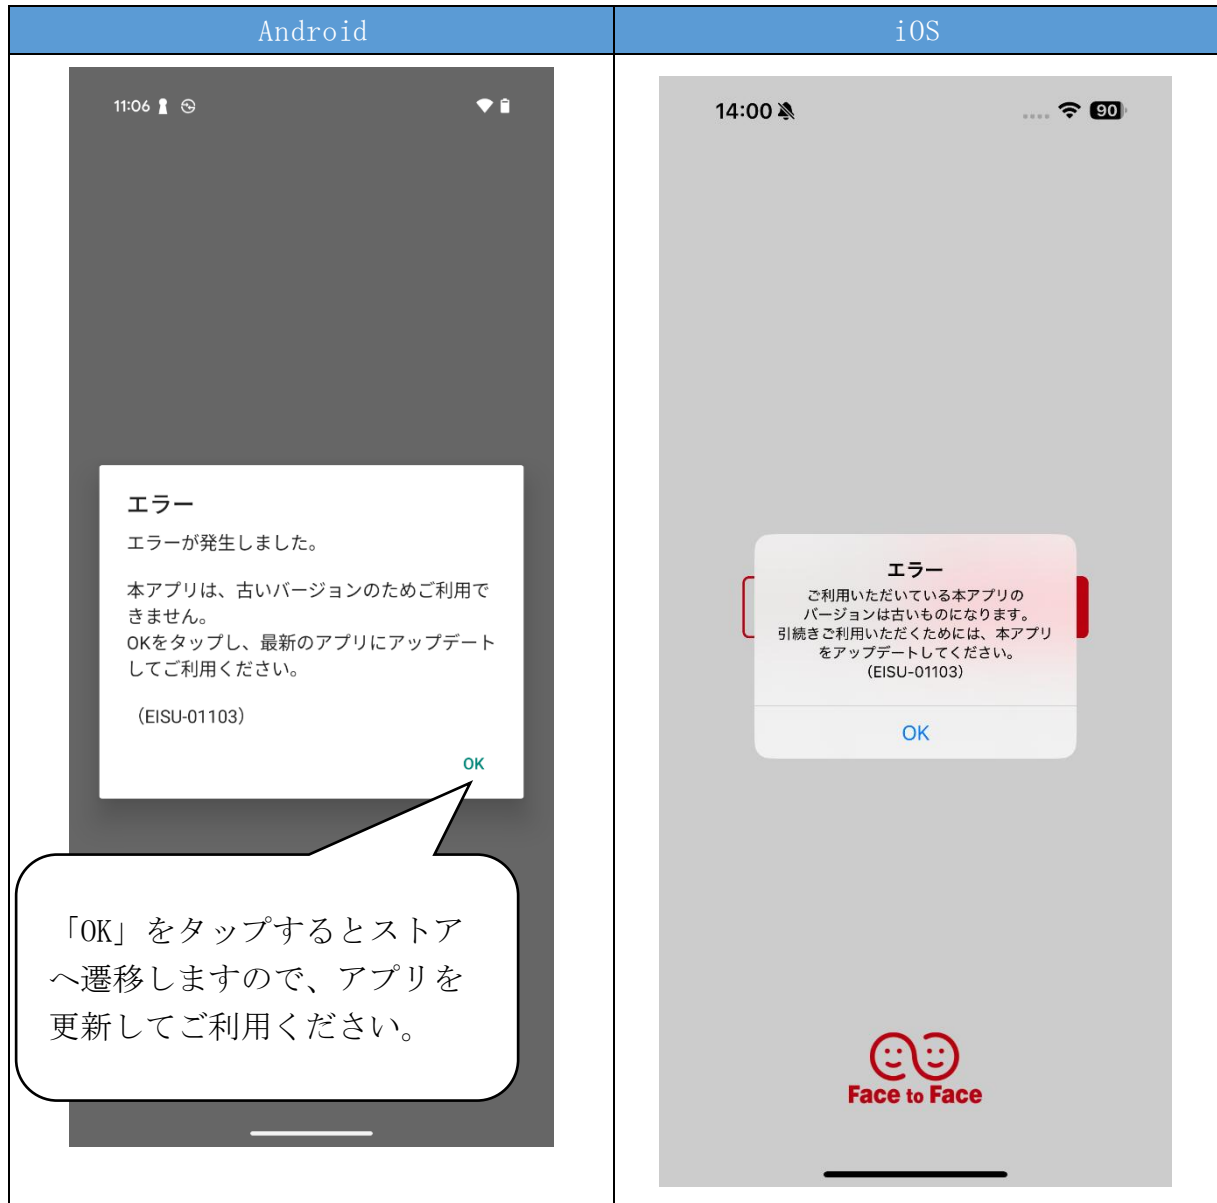 Android
iOS
11:06
エラー
エラーが発生しました。
本アプリは、古いバージョンのためご利用で
きません。
OKをタップし、最新のアプリにアップデート
してご利用ください。
（EISU-01103）
OK
「OK」をタップするとストア
へ遷移しますので、アプリを
更新してご利用ください。
14:00
90
エラー
ご利用いただいている本アプリの
バージョンは古いものになります。
引続きご利用いただくためには、本アプリ
をアップデートしてください。
（EISU-01103）
OK
Face to Face